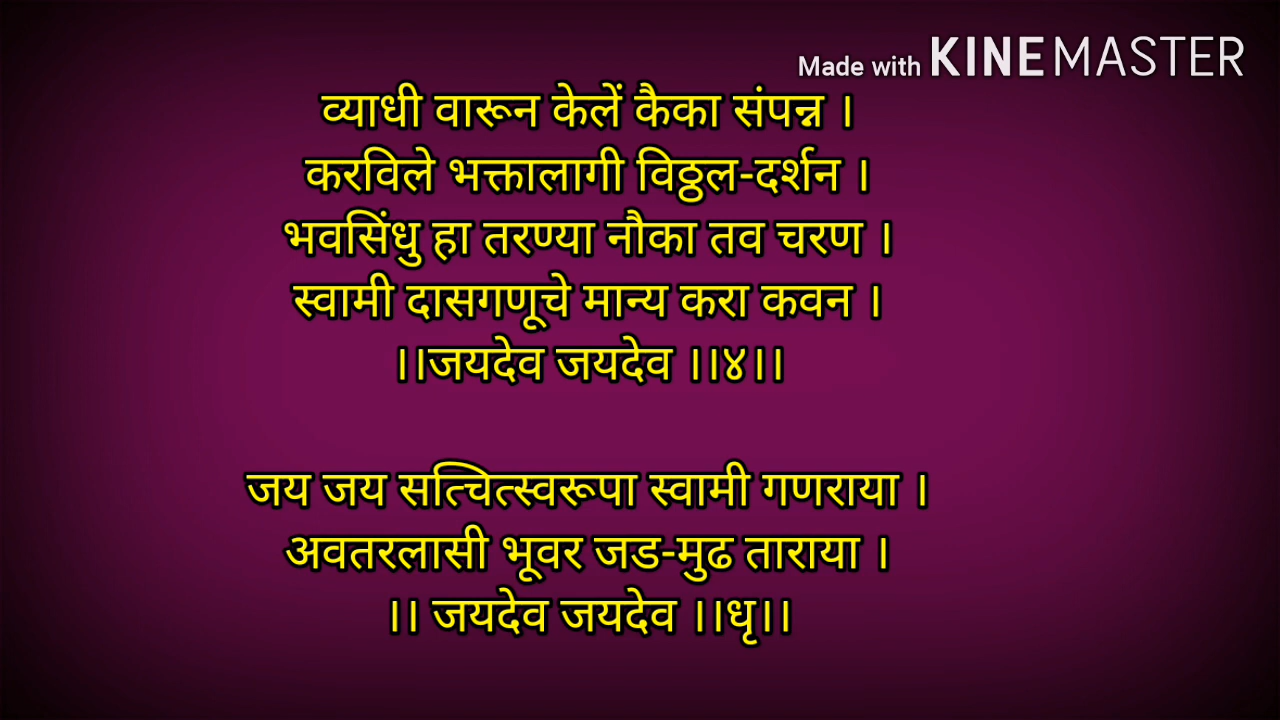 Made with KINEMASTER
व्याधी वारून केलें कैका संपन्न ।
करविले भक्तालागी विठ्ठल-दर्शन ।
भवसिंधु हा तरण्या नौका तव चरण ।
स्वामी दासगणूचे मान्य करा कवन ।
।।जयदेव जयदेव ।।४।।
जय जय सत्चित्स्वरूपा स्वामी गणराया ।
अवतरलासी भूवर जड-मुढ ताराया ।
।। जयदेव जयदेव ।।धृ।।